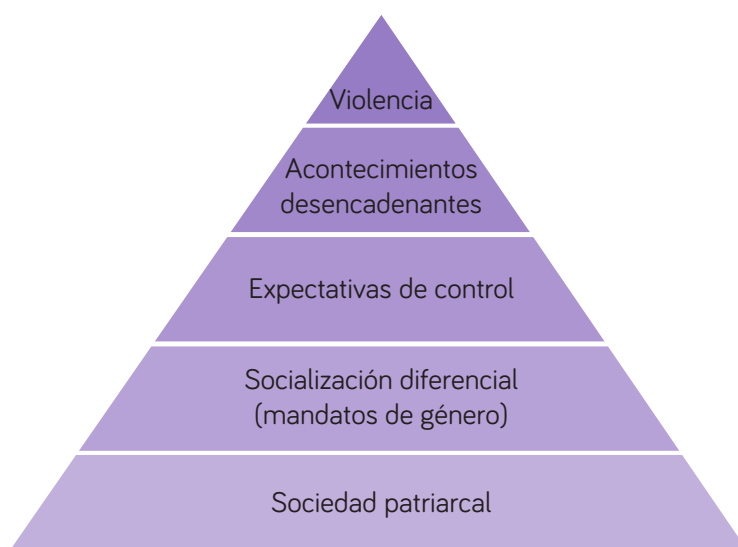 Violencia
Acontecimientos
desencadenantes
Expectativas de control
Socialización diferencial
(mandatos de género)
Sociedad patriarcal